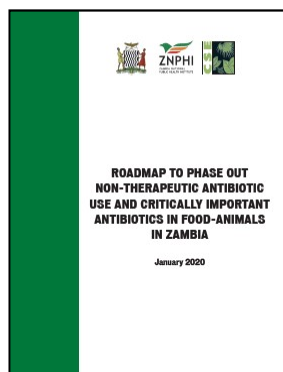 ZNPHI
CSE
ROADMAP TO PHASE OUT
NON-THERAPEUTIC ANTIBIOTIC
USE AND CRITICALLY IMPORTANT
ANTIBIOTICS IN FOOD-ANIMALS
IN ZAMBIA
January 2020